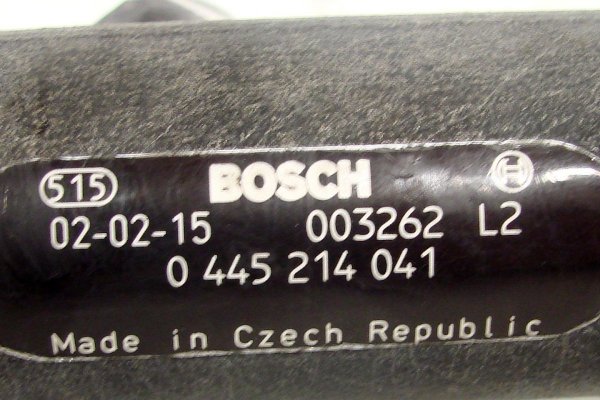 515 BOSCH
02-02-15 003262 L2
0 445 214 041
Made in Czech Republic